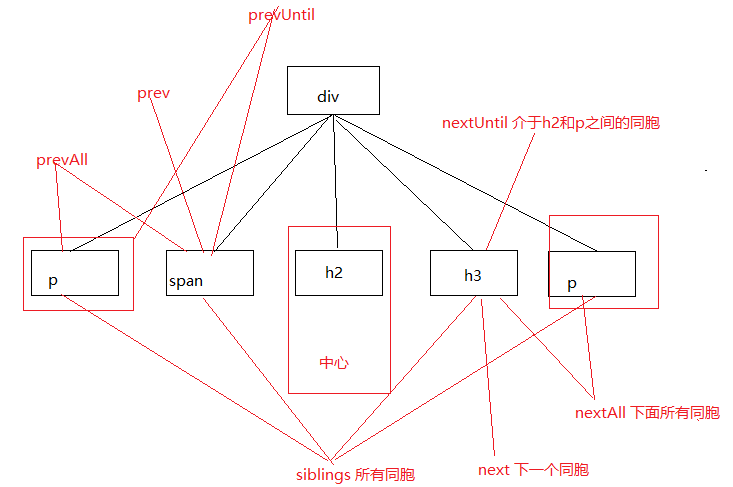 prevUntil
prev
div
nextUntil 介于h2和p之间的同胞
prevAll
p
span
h2
h3
p
中心
nextAll 下面所有同胞
siblings 所有同胞
next 下一个同胞